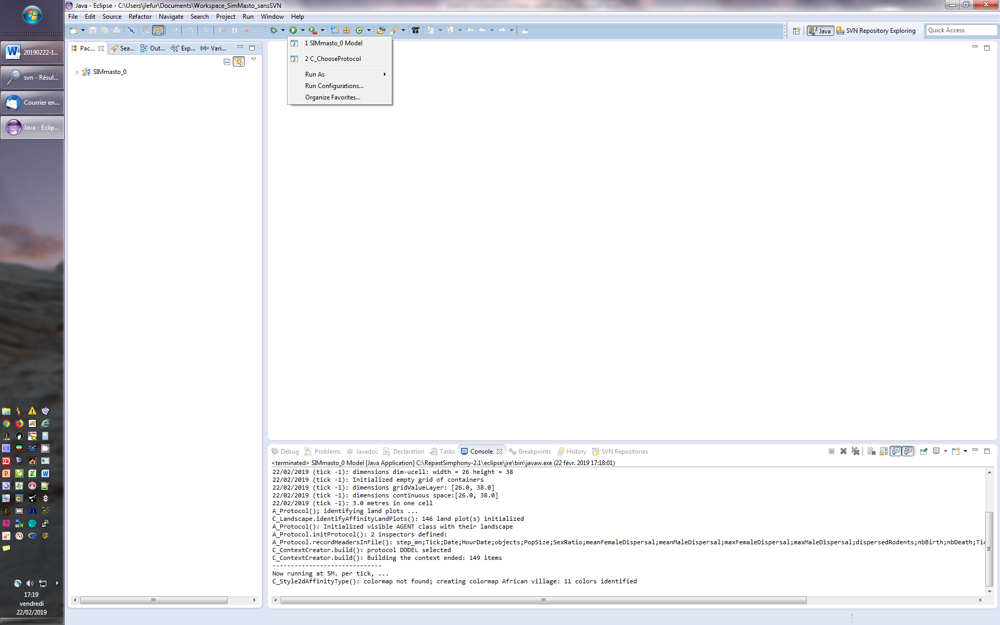 Java - Eclipse - C:\Users\jlefur\Documents\Workspace_SimMasto_sansSVN
File Edit Source Refactor Navigate Search Project Run Window Help
Java SVN Repository Exploring Quick Access
20190222-I...
svn - Résul...
Courrier en...
Java - Eclip...
Pac... Sea... Out... Exp... (x)= Vari...
SIMmasto_0
1 SIMmasto_0 Model
2 C_ChooseProtocol
Run As
Run Configurations...
Organize Favorites...
Debug Problems @ Javadoc Declaration Tasks Console Breakpoints History SVN Repositories
<terminated> SIMmasto_0 Model [Java Application] C:\RepastSimphony-2.1\eclipse\jre\bin\javaw.exe (22 févr. 2019 17:18:01)
22/02/2019 (tick -1): dimensions dim-ucell: width = 26 height = 38
22/02/2019 (tick -1): Initialized empty grid of containers
22/02/2019 (tick -1): dimensions gridValueLayer: [26.0, 38.0]
22/02/2019 (tick -1): dimensions continuous space:[26.0, 38.0]
22/02/2019 (tick -1): 3.0 metres in one cell
A_Protocol(); identifying land plots ...
C_Landscape.identifyAffinityLandPlots(): 146 land plot(s) initialized
A_Protocol(): Initialized visible AGENT class with their landscape
A_Protocol.initProtocol(): 2 inspectors defined:
A_Protocol.recordHeadersInFile(): step_mn;Tick;Date;HourDate;objects;PopSize;SexRatio;meanFemaleDispersal;meanMaleDispersal;maxFemaleDispersal;maxMaleDispersal;dispersedRodents;nbBirth;nbDeath;Tic
C_ContextCreator.build(): protocol DODEL selected
C_ContextCreator.build(): Building the context ended: 149 items
------------------------------
Now running at 5M. per tick, ...
C_Style2dAffinityType(): colormap not found; creating colormap African village: 11 colors identified
17:19
vendredi
22/02/2019